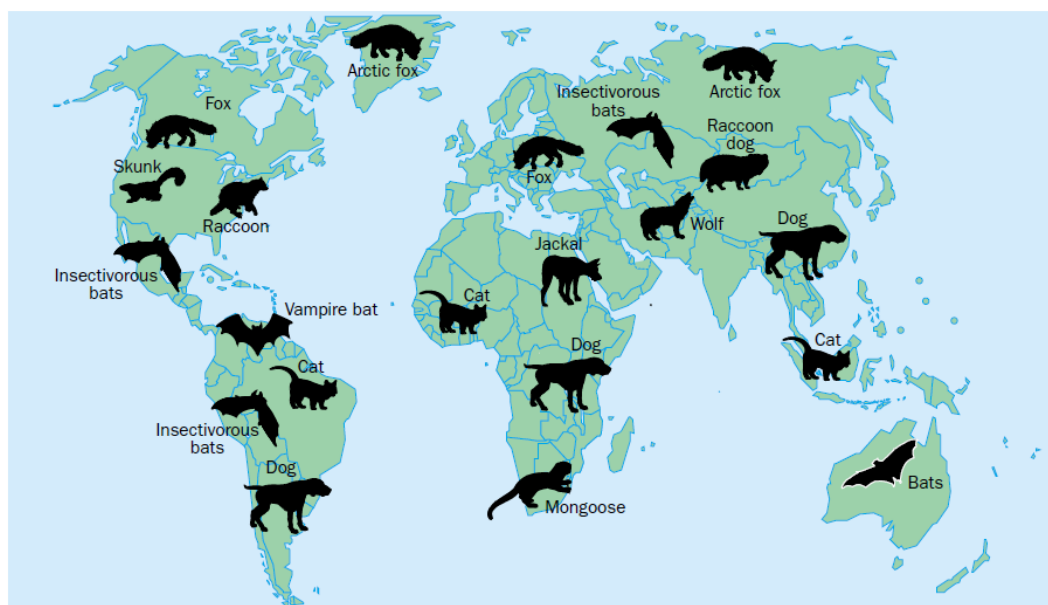 Arctic fox
Arctic fox
Fox
Insectivorous
bats
Raccoon
dog
Skunk
Fox
Raccoon
Wolf
Dog
Jackal
Insectivorous
bats
Cat
Vampire bat
Cat
Dog
Cat
Insectivorous
bats
Dog
Mongoose
Bats